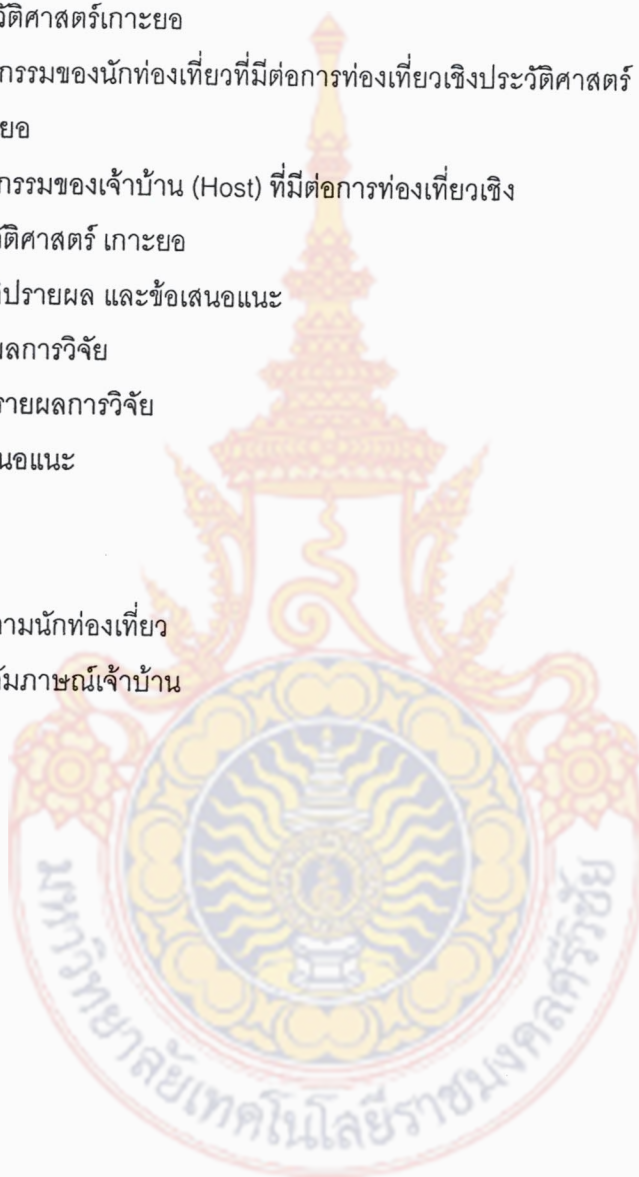 วัติศาสตร์เกาะยอ
กรรมของนักท่องเที่ยวที่มีต่อการท่องเที่ยวเชิงประวัติศาสตร์
ยอ
กรรมของเจ้าบ้าน (Host) ที่มีต่อการท่องเที่ยวเชิง
วัติศาสตร์ เกาะยอ
ปรายผล และข้อเสนอแนะ
ผลการวิจัย
รายผลการวิจัย
นอแนะ
ถามนักท่องเที่ยว
ัมภาษณ์เจ้าบ้าน
มหาวิทยาลัยเทคโนโลยีราชมงคลศรีวิชัย